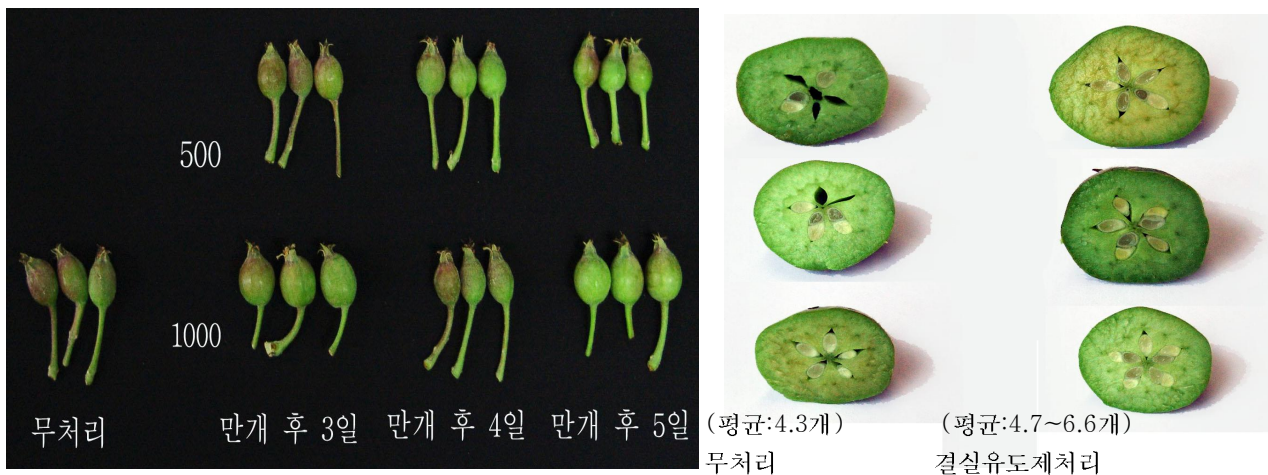 500
1000
무처리
만개 후 3일
만개 후 4일
만개 후 5일
(평균:4.3개)
(평균:4.7~6.6개)
무처리
결실유도제처리